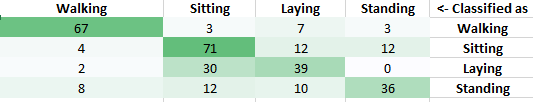 Walking Sitting Laying Standing <- Classified as
67 3 7 3 Walking
4 71 12 12 Sitting
2 30 39 0 Laying
8 12 10 36 Standing